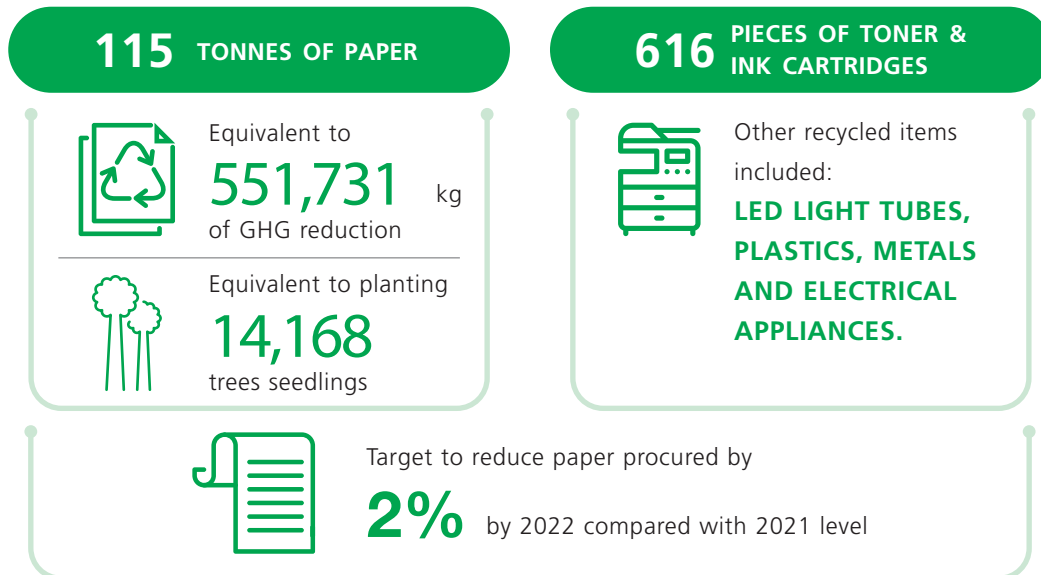 115 TONNES OF PAPER
Equivalent to
551,731 kg
of GHG reduction
Equivalent to planting
14,168
trees seedlings
616 PIECES OF TONER &
INK CARTRIDGES
Other recycled items
included:
LED LIGHT TUBES,
PLASTICS, METALS
AND ELECTRICAL
APPLIANCES.
Target to reduce paper procured by
2% by 2022 compared with 2021 level